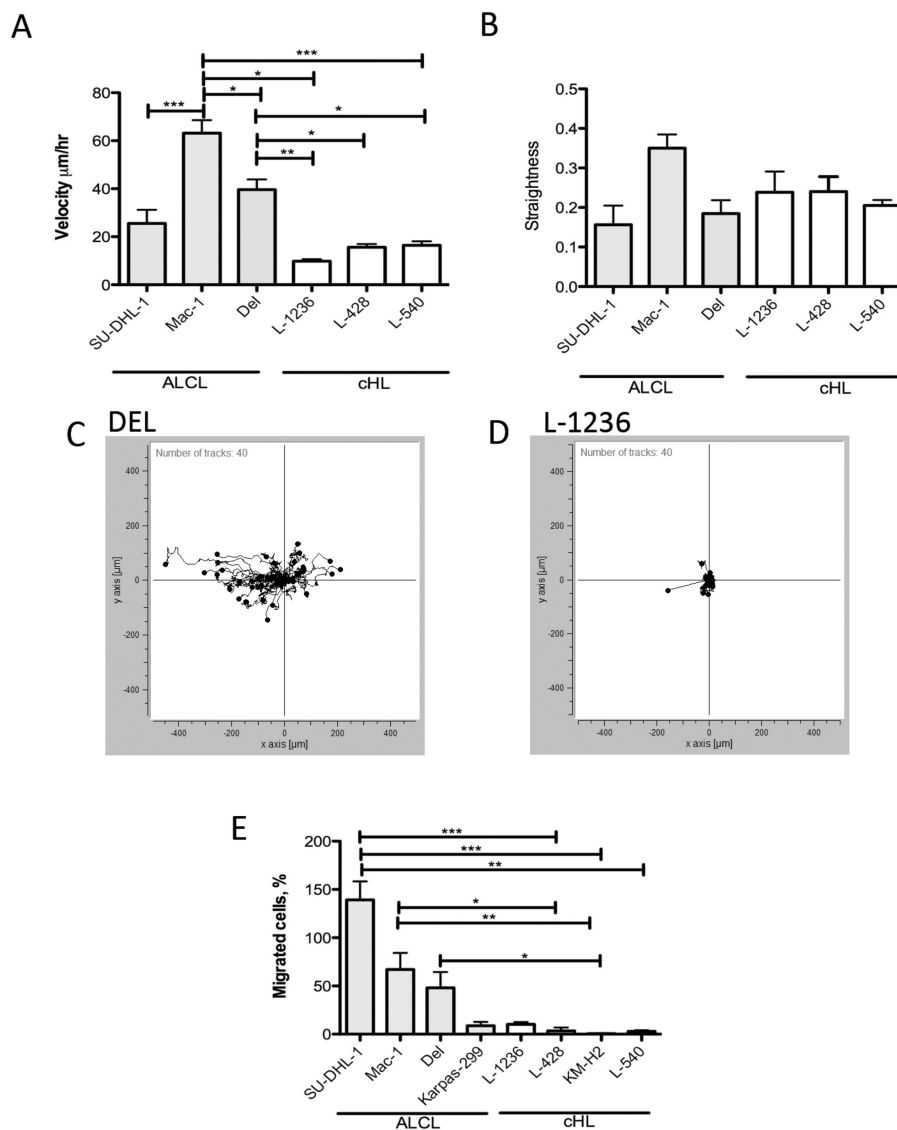 A
B
***
*
*
*
***
*
**
Velocity µm/hr
80
60
40
20
0
SU-DHL-1
Mac-1
Del
L-1236
L-428
L-540
ALCL
cHL
Straightness
0.5
0.4
0.3
0.2
0.1
0.0
SU-DHL-1
Mac-1
Del
L-1236
L-428
L-540
ALCL
cHL
C
DEL
Number of tracks: 40
y axis [µm]
400
200
0
-200
-400
-400
-200
0
200
400
x axis [µm]
D
L-1236
Number of tracks: 40
y axis [µm]
400
200
0
-200
-400
-400
-200
0
200
400
x axis [µm]
E
***
***
**
*
**
*
Migrated cells, %
200
150
100
50
0
SU-DHL-1
Mac-1
Del
Karpas-299
L-1236
L-428
KM-H2
L-540
ALCL
cHL